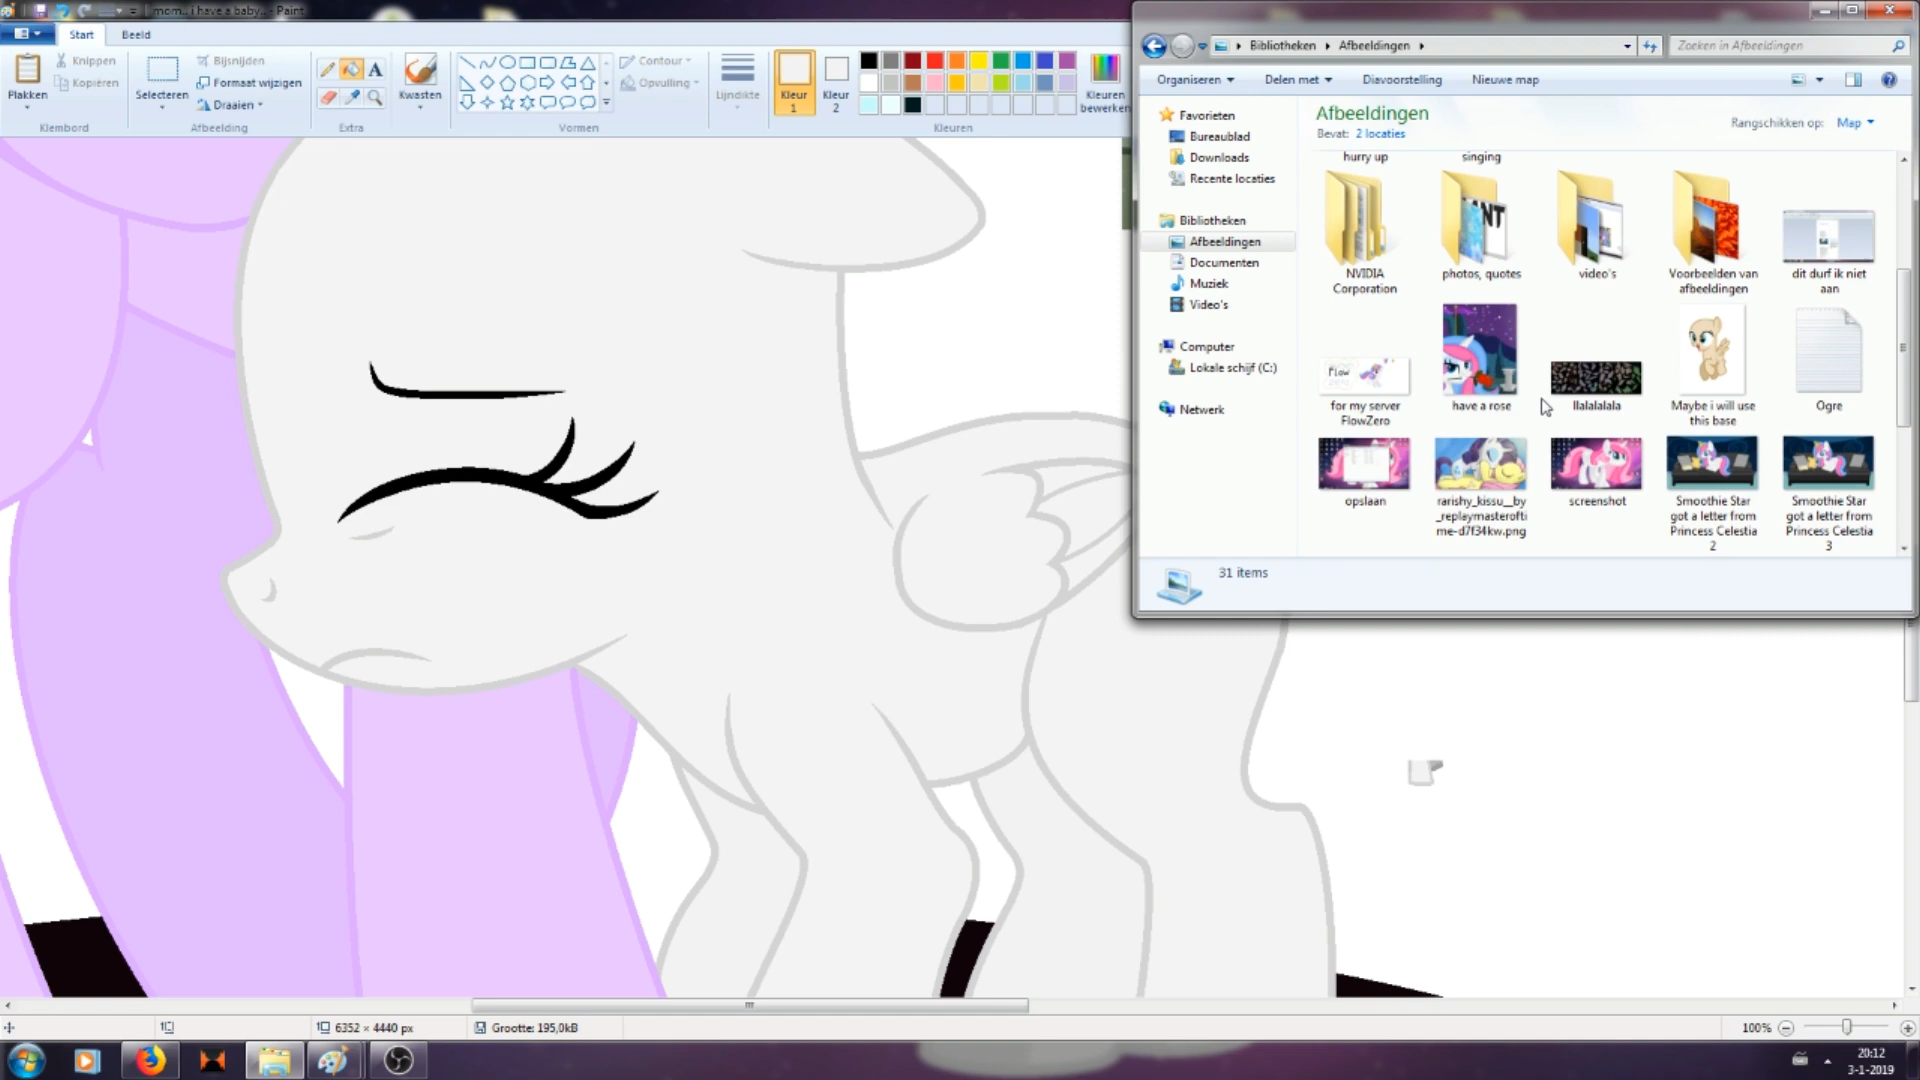 mom.. i have a baby.. - Paint
Start
Beeld
Plakken
Knippen
Kopiëren
Klembord
Selecteren
Bijsnijden
Formaat wijzigen
Draaien
Afbeelding
A
Extra
Kwasten
Vormen
Contour
Opvulling
Lijndikte
Kleur 1
Kleur 2
Kleuren bewerken
Kleuren
Bibliotheken
Afbeeldingen
Zoeken in Afbeeldingen
Organiseren
Delen met
Diavoorstelling
Nieuwe map
Favorieten
Bureaublad
Downloads
Recente locaties
Bibliotheken
Afbeeldingen
Documenten
Muziek
Video's
Computer
Lokale schijf (C:)
Netwerk
Afbeeldingen
Bevat: 2 locaties
Rangschikken op: Map
hurry up
singing
NVIDIA
Corporation
photos, quotes
video's
Voorbeelden van
afbeeldingen
dit durf ik niet
aan
Flow
for my server
FlowZero
have a rose
llalalalala
Maybe i will use
this base
Ogre
opslaan
rarishy_kissu__by
_replaymasterofti
me-d7f34kw.png
screenshot
Smoothie Star
got a letter from
Princess Celestia
2
Smoothie Star
got a letter from
Princess Celestia
3
31 items
6352 × 4440 px
Grootte: 195,0kB
100%
20:12
3-1-2019